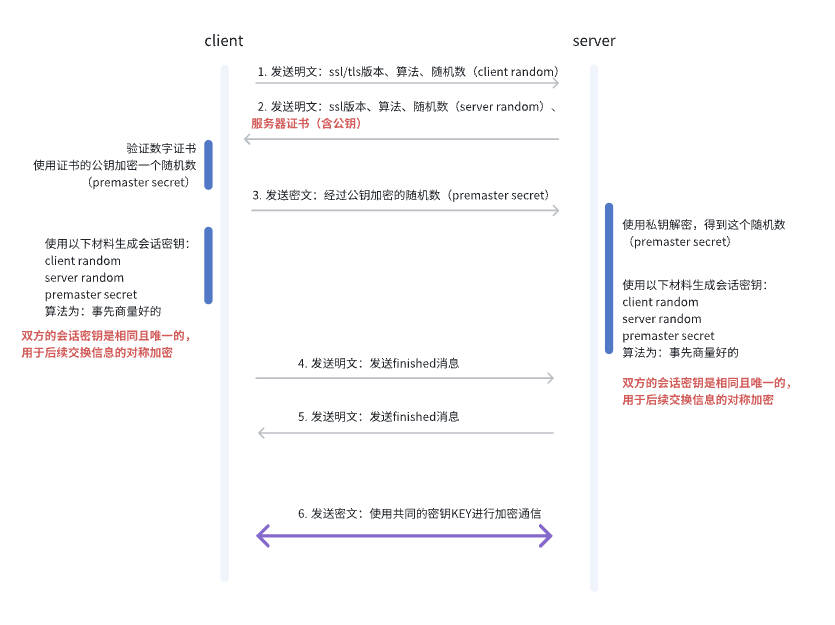 client
server
1. 发送明文：ssl/tls版本、算法、随机数（client random）
2. 发送明文：ssl版本、算法、随机数（server random）、
服务器证书（含公钥）
验证数字证书
使用证书的公钥加密一个随机数
（premaster secret）
3. 发送密文：经过公钥加密的随机数（premaster secret）
使用私钥解密，得到这个随机数
（premaster secret）
使用以下材料生成会话密钥：
client random
server random
premaster secret
算法为：事先商量好的
双方的会话密钥是相同且唯一的，
用于后续交换信息的对称加密
使用以下材料生成会话密钥：
client random
server random
premaster secret
算法为：事先商量好的
双方的会话密钥是相同且唯一的，
用于后续交换信息的对称加密
4. 发送明文：发送finished消息
5. 发送明文：发送finished消息
6. 发送密文：使用共同的密钥KEY进行加密通信